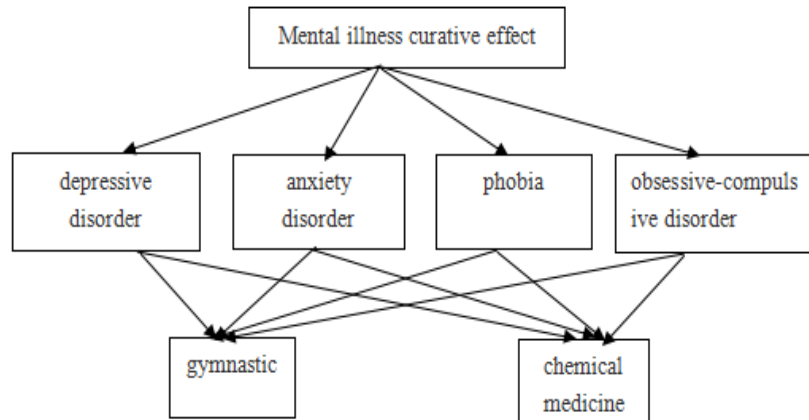 Mental illness curative effect
depressive
disorder
anxiety
disorder
phobia
obsessive-compuls
ive disorder
gymnastic
chemical
medicine